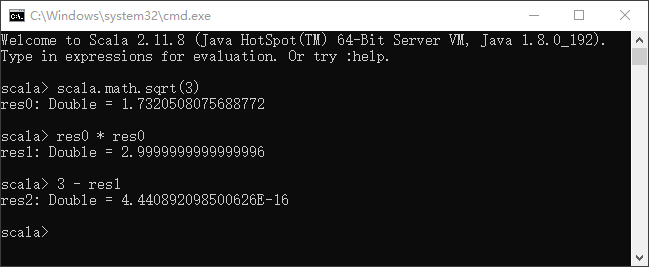 C:\Windows\system32\cmd.exe
Welcome to Scala 2.11.8 (Java HotSpot(TM) 64-Bit Server VM, Java 1.8.0_192).
Type in expressions for evaluation. Or try :help.
scala> scala.math.sqrt(3)
res0: Double = 1.7320508075688772
scala> res0 * res0
res1: Double = 2.9999999999999996
scala> 3 - res1
res2: Double = 4.440892098500626E-16
scala>